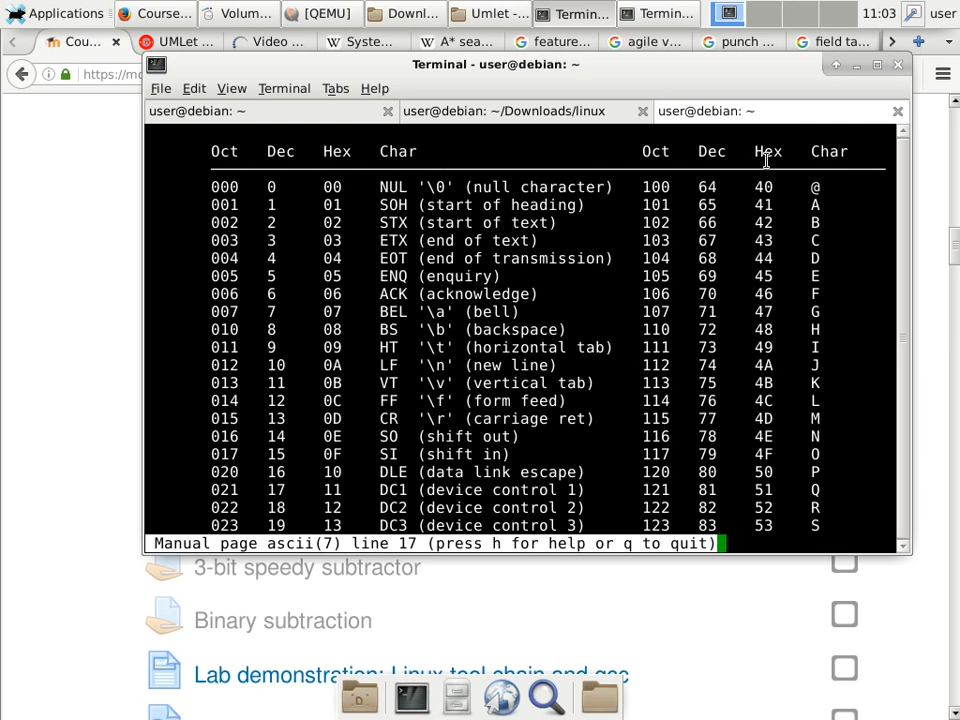 Applications Course... Volum... [QEMU] Downl... Umlet -... Termin... Termin... 11:03 user
Cou... UMLet ... Video ... Syste... A* sea... feature... agile v... punch ... field ta...
https://mo
Terminal - user@debian: ~
File Edit View Terminal Tabs Help
user@debian: ~ user@debian: ~/Downloads/linux user@debian: ~
Oct Dec Hex Char Oct Dec Hex Char
000 0 00 NUL '\0' (null character) 100 64 40 @
001 1 01 SOH (start of heading) 101 65 41 A
002 2 02 STX (start of text) 102 66 42 B
003 3 03 ETX (end of text) 103 67 43 C
004 4 04 EOT (end of transmission) 104 68 44 D
005 5 05 ENQ (enquiry) 105 69 45 E
006 6 06 ACK (acknowledge) 106 70 46 F
007 7 07 BEL '\a' (bell) 107 71 47 G
010 8 08 BS '\b' (backspace) 110 72 48 H
011 9 09 HT '\t' (horizontal tab) 111 73 49 I
012 10 0A LF '\n' (new line) 112 74 4A J
013 11 0B VT '\v' (vertical tab) 113 75 4B K
014 12 0C FF '\f' (form feed) 114 76 4C L
015 13 0D CR '\r' (carriage ret) 115 77 4D M
016 14 0E SO (shift out) 116 78 4E N
017 15 0F SI (shift in) 117 79 4F O
020 16 10 DLE (data link escape) 120 80 50 P
021 17 11 DC1 (device control 1) 121 81 51 Q
022 18 12 DC2 (device control 2) 122 82 52 R
023 19 13 DC3 (device control 3) 123 83 53 S
Manual page ascii(7) line 17 (press h for help or q to quit)
3-bit speedy subtractor
Binary subtraction
Lab demonstration: Linux tool chain and gcc